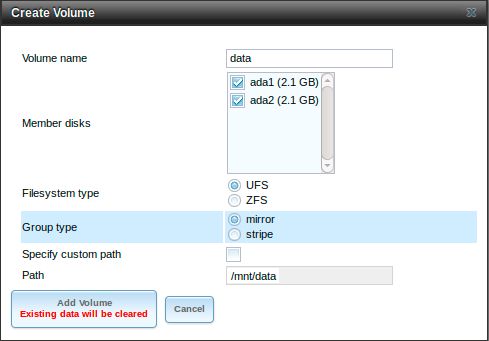 Create Volume
Volume name
data
Member disks
ada1 (2.1 GB)
ada2 (2.1 GB)
Filesystem type
UFS
ZFS
Group type
mirror
stripe
Specify custom path
Path
/mnt/data
Add Volume
Existing data will be cleared
Cancel